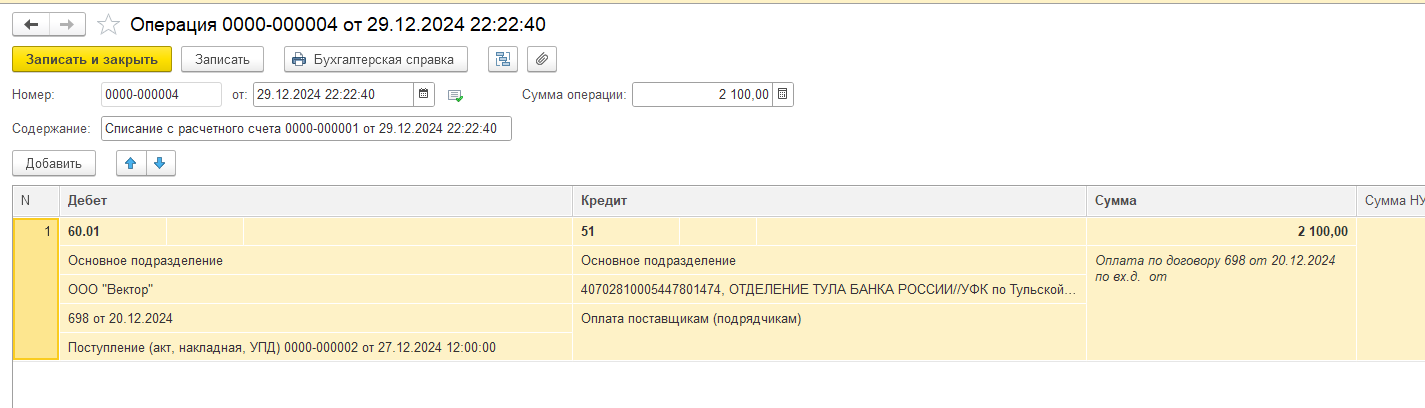 Операция 0000-000004 от 29.12.2024 22:22:40
Записать и закрыть Записать Бухгалтерская справка
Номер: 0000-000004 от: 29.12.2024 22:22:40 Сумма операции: 2 100,00
Содержание: Списание с расчетного счета 0000-000001 от 29.12.2024 22:22:40
Добавить
N Дебет Кредит Сумма Сумма НУ
1 60.01 51 2 100,00
Основное подразделение Основное подразделение Оплата по договору 698 от 20.12.2024
по вх.д. от
ООО "Вектор" 40702810005447801474, ОТДЕЛЕНИЕ ТУЛА БАНКА РОССИИ//УФК по Тульской...
698 от 20.12.2024 Оплата поставщикам (подрядчикам)
Поступление (акт, накладная, УПД) 0000-000002 от 27.12.2024 12:00:00